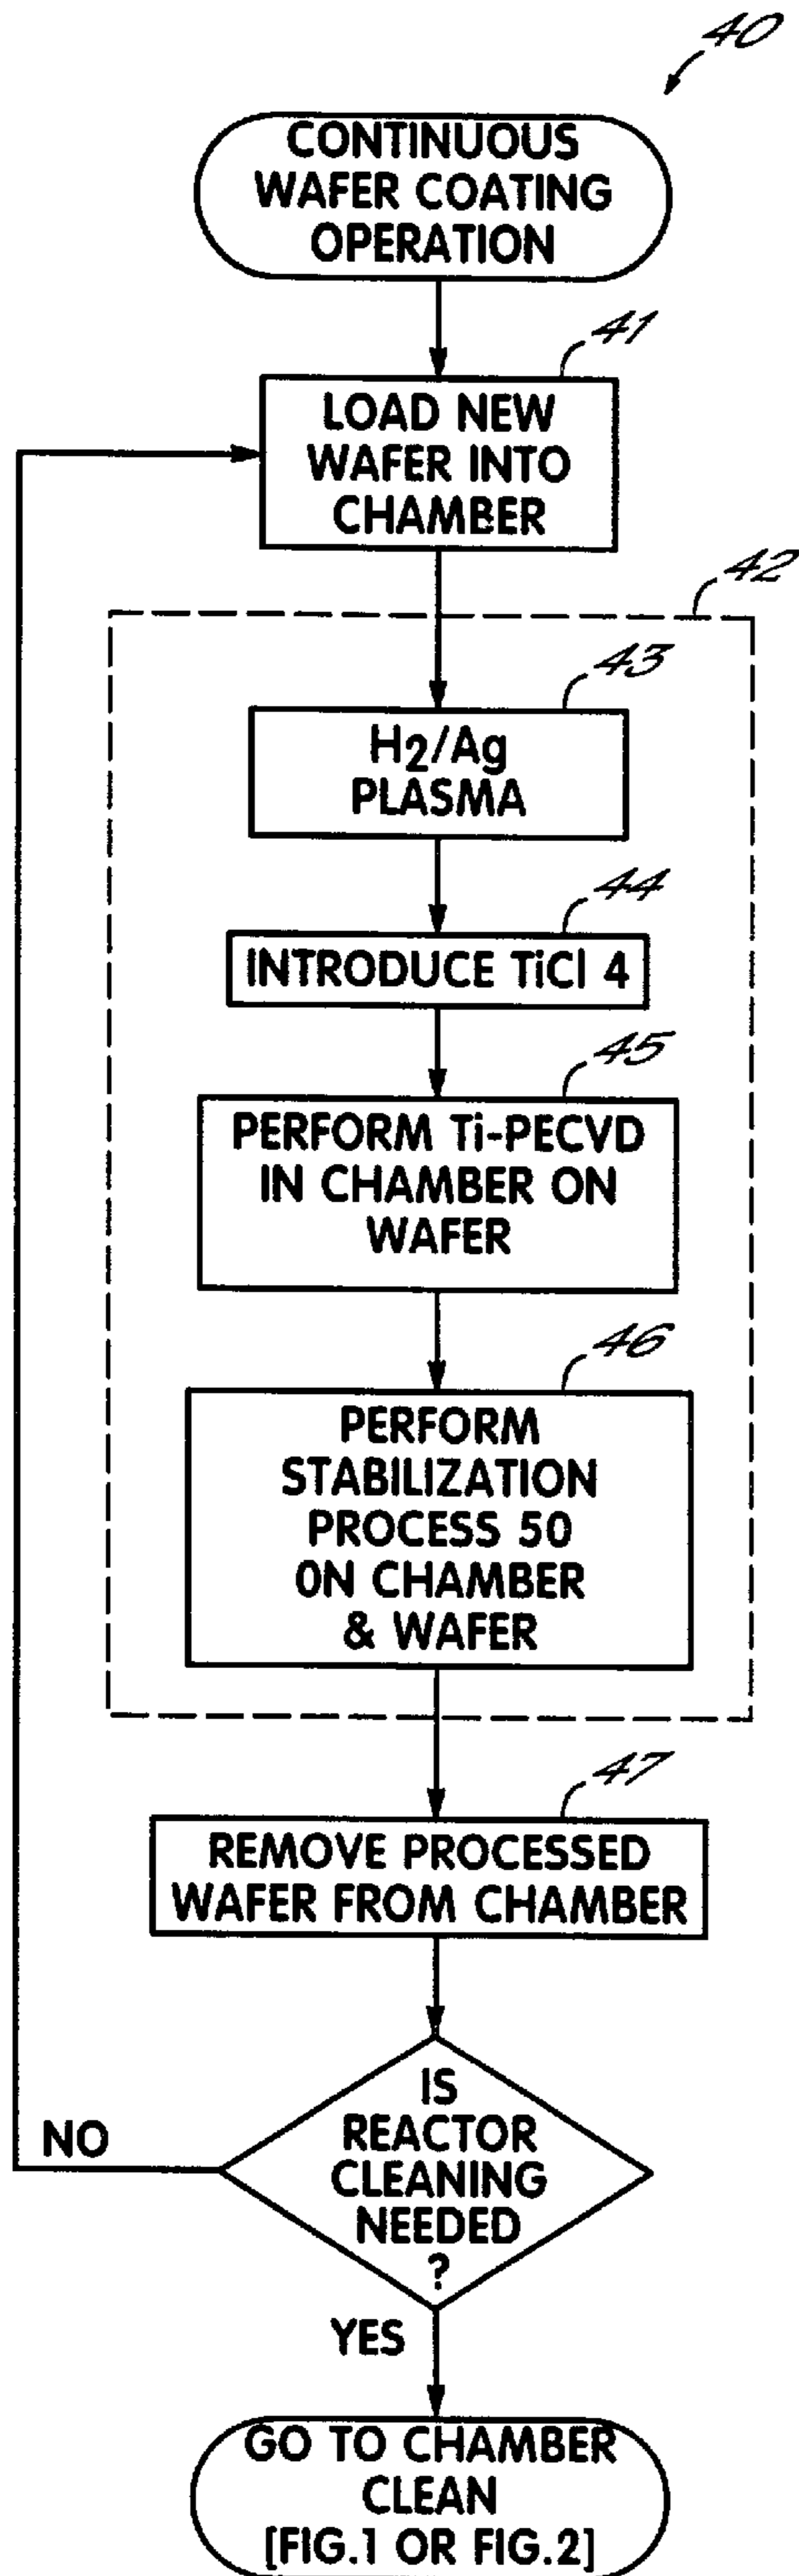 40
CONTINUOUS
WAFER COATING
OPERATION
41
LOAD NEW
WAFER INTO
CHAMBER
42
43
H2/Ag
PLASMA
44
INTRODUCE TiCl 4
45
PERFORM Ti-PECVD
IN CHAMBER ON
WAFER
46
PERFORM
STABILIZATION
PROCESS 50
0N CHAMBER
& WAFER
47
REMOVE PROCESSED
WAFER FROM CHAMBER
IS
REACTOR
CLEANING
NEEDED
?
NO
YES
GO TO CHAMBER
CLEAN
[FIG.1 OR FIG.2]